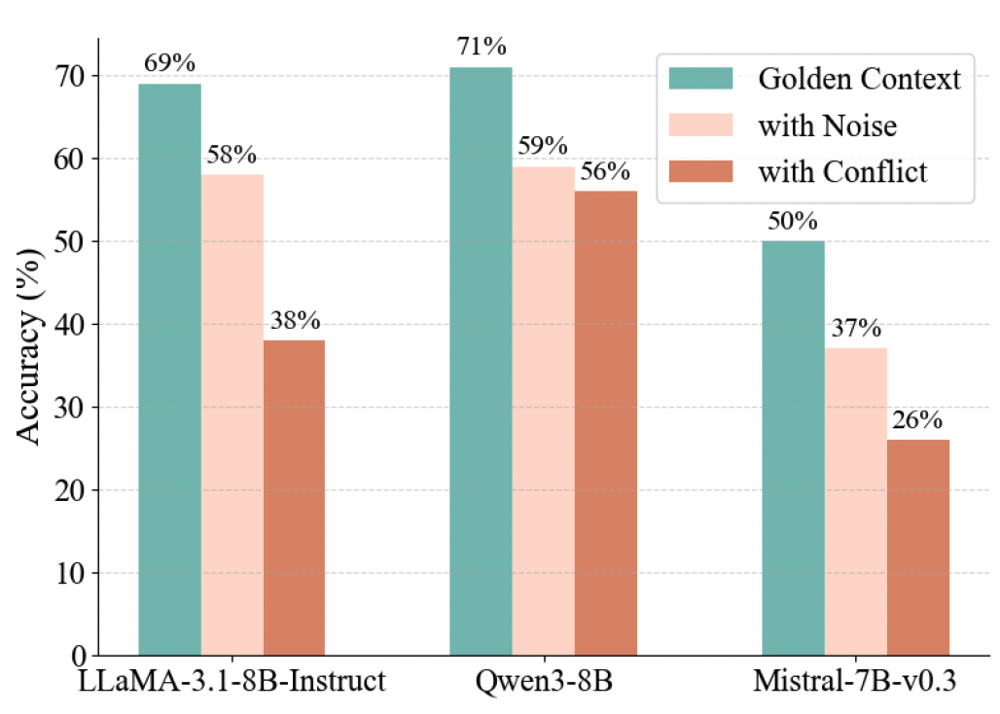 69%
58%
38%
71%
59%
56%
50%
37%
26%
Golden Context
with Noise
with Conflict
Accuracy (%)
70
60
50
40
30
20
10
0
LLaMA-3.1-8B-Instruct
Qwen3-8B
Mistral-7B-v0.3